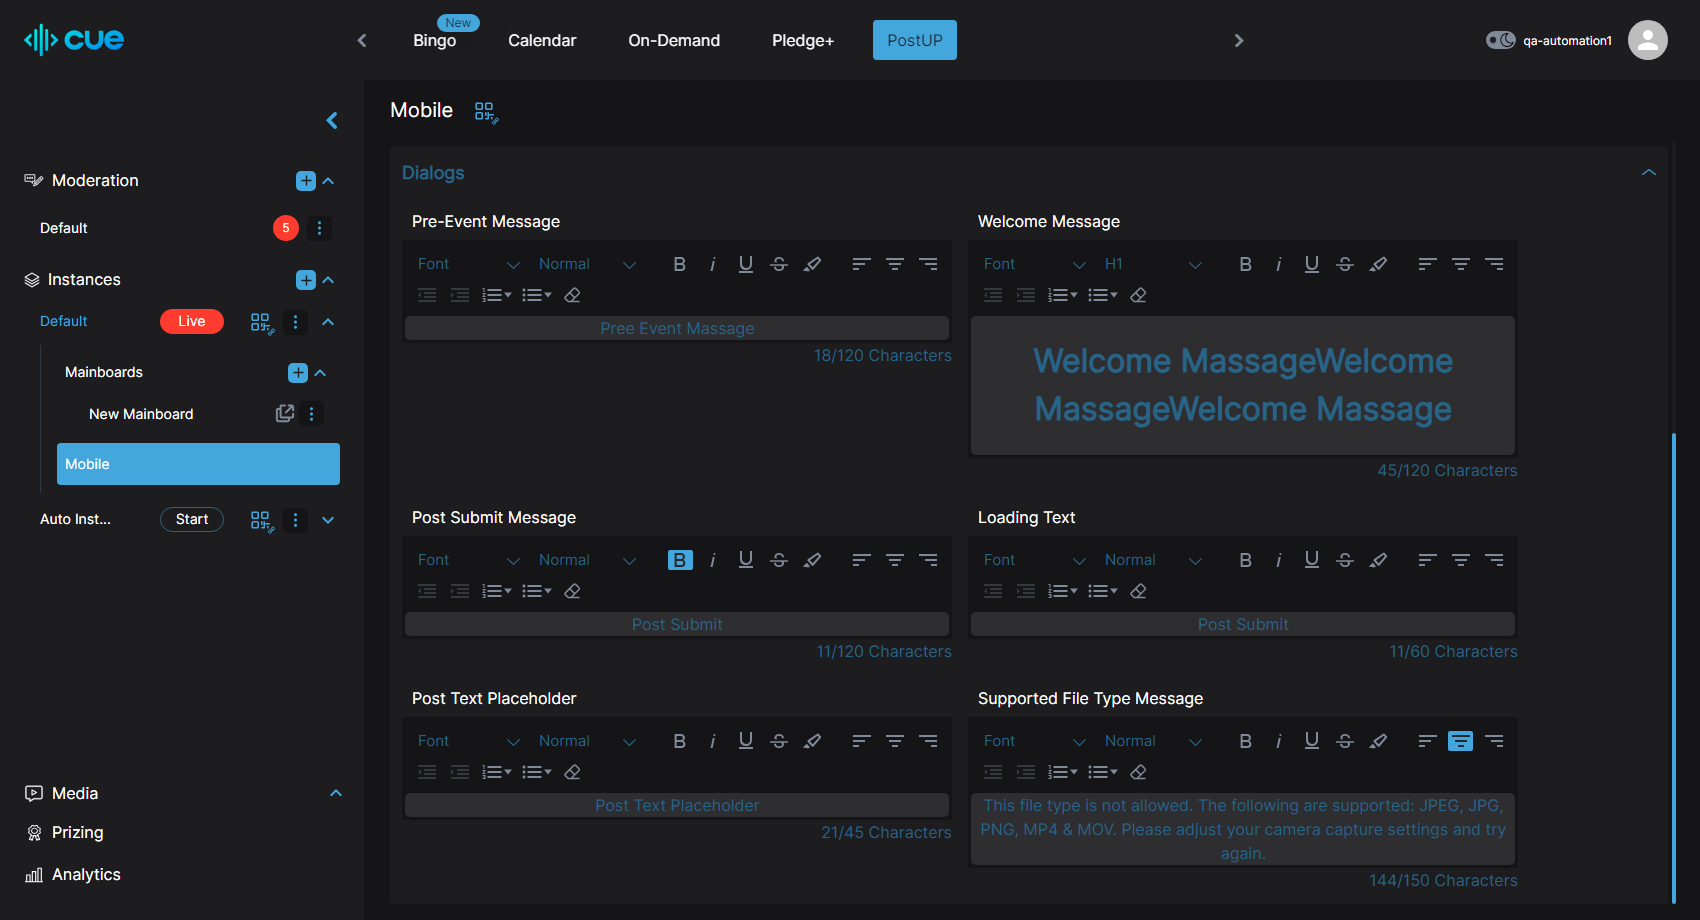 cue
New
Bingo
Calendar
On-Demand
Pledge+
PostUP
qa-automation1
Moderation
Default
5
Instances
Default
Live
Mainboards
New Mainboard
Mobile
Auto Inst...
Start
Media
Prizing
Analytics
Mobile
Dialogs
Pre-Event Message
Font
Normal
B i U S
Pree Event Massage
18/120 Characters
Welcome Message
Font
H1
B i U S
Welcome MassageWelcome
MassageWelcome Massage
45/120 Characters
Post Submit Message
Font
Normal
B i U S
Post Submit
11/120 Characters
Loading Text
Font
Normal
B i U S
Post Submit
11/60 Characters
Post Text Placeholder
Font
Normal
B i U S
Post Text Placeholder
21/45 Characters
Supported File Type Message
Font
Normal
B i U S
This file type is not allowed. The following are supported: JPEG, JPG,
PNG, MP4 & MOV. Please adjust your camera capture settings and try
again.
144/150 Characters